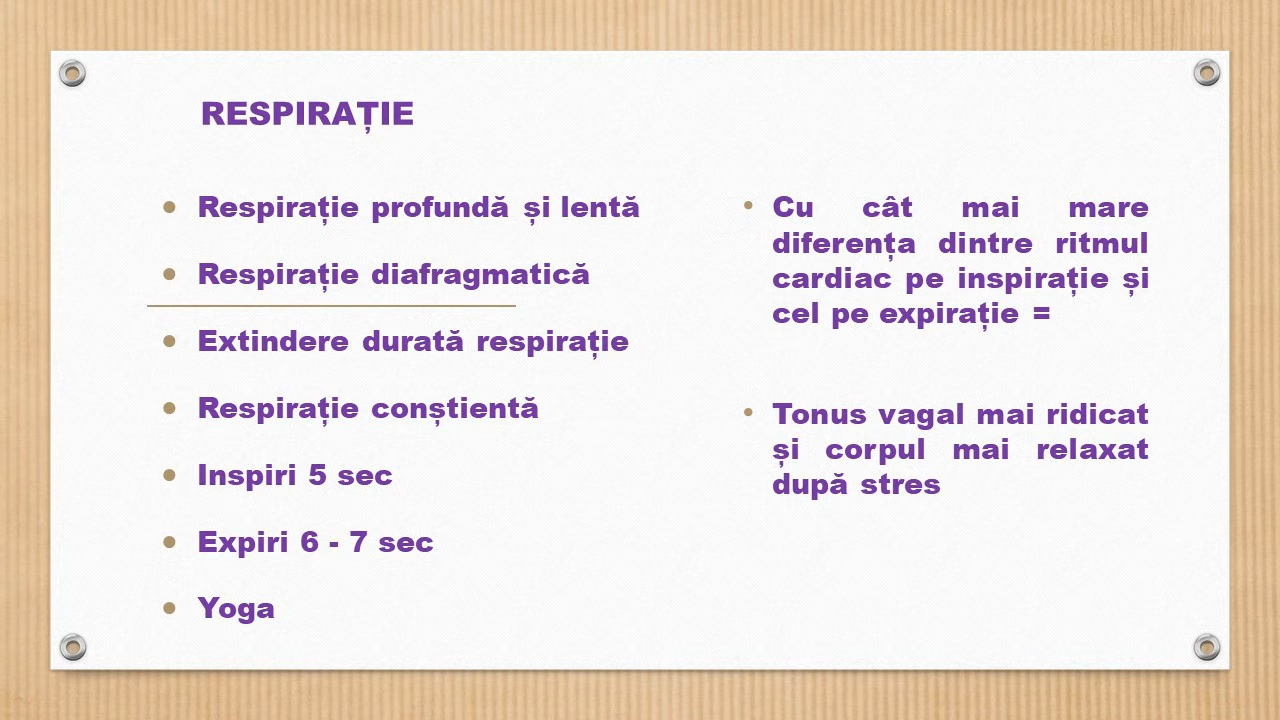 RESPIRAȚIE
Respirație profundă și lentă
Respirație diafragmatică
Extindere durată respirație
Respirație conștientă
Inspiri 5 sec
Expiri 6 - 7 sec
Yoga
Cu cât mai mare
diferența dintre ritmul
cardiac pe inspirație și
cel pe expirație =
Tonus vagal mai ridicat
și corpul mai relaxat
după stres